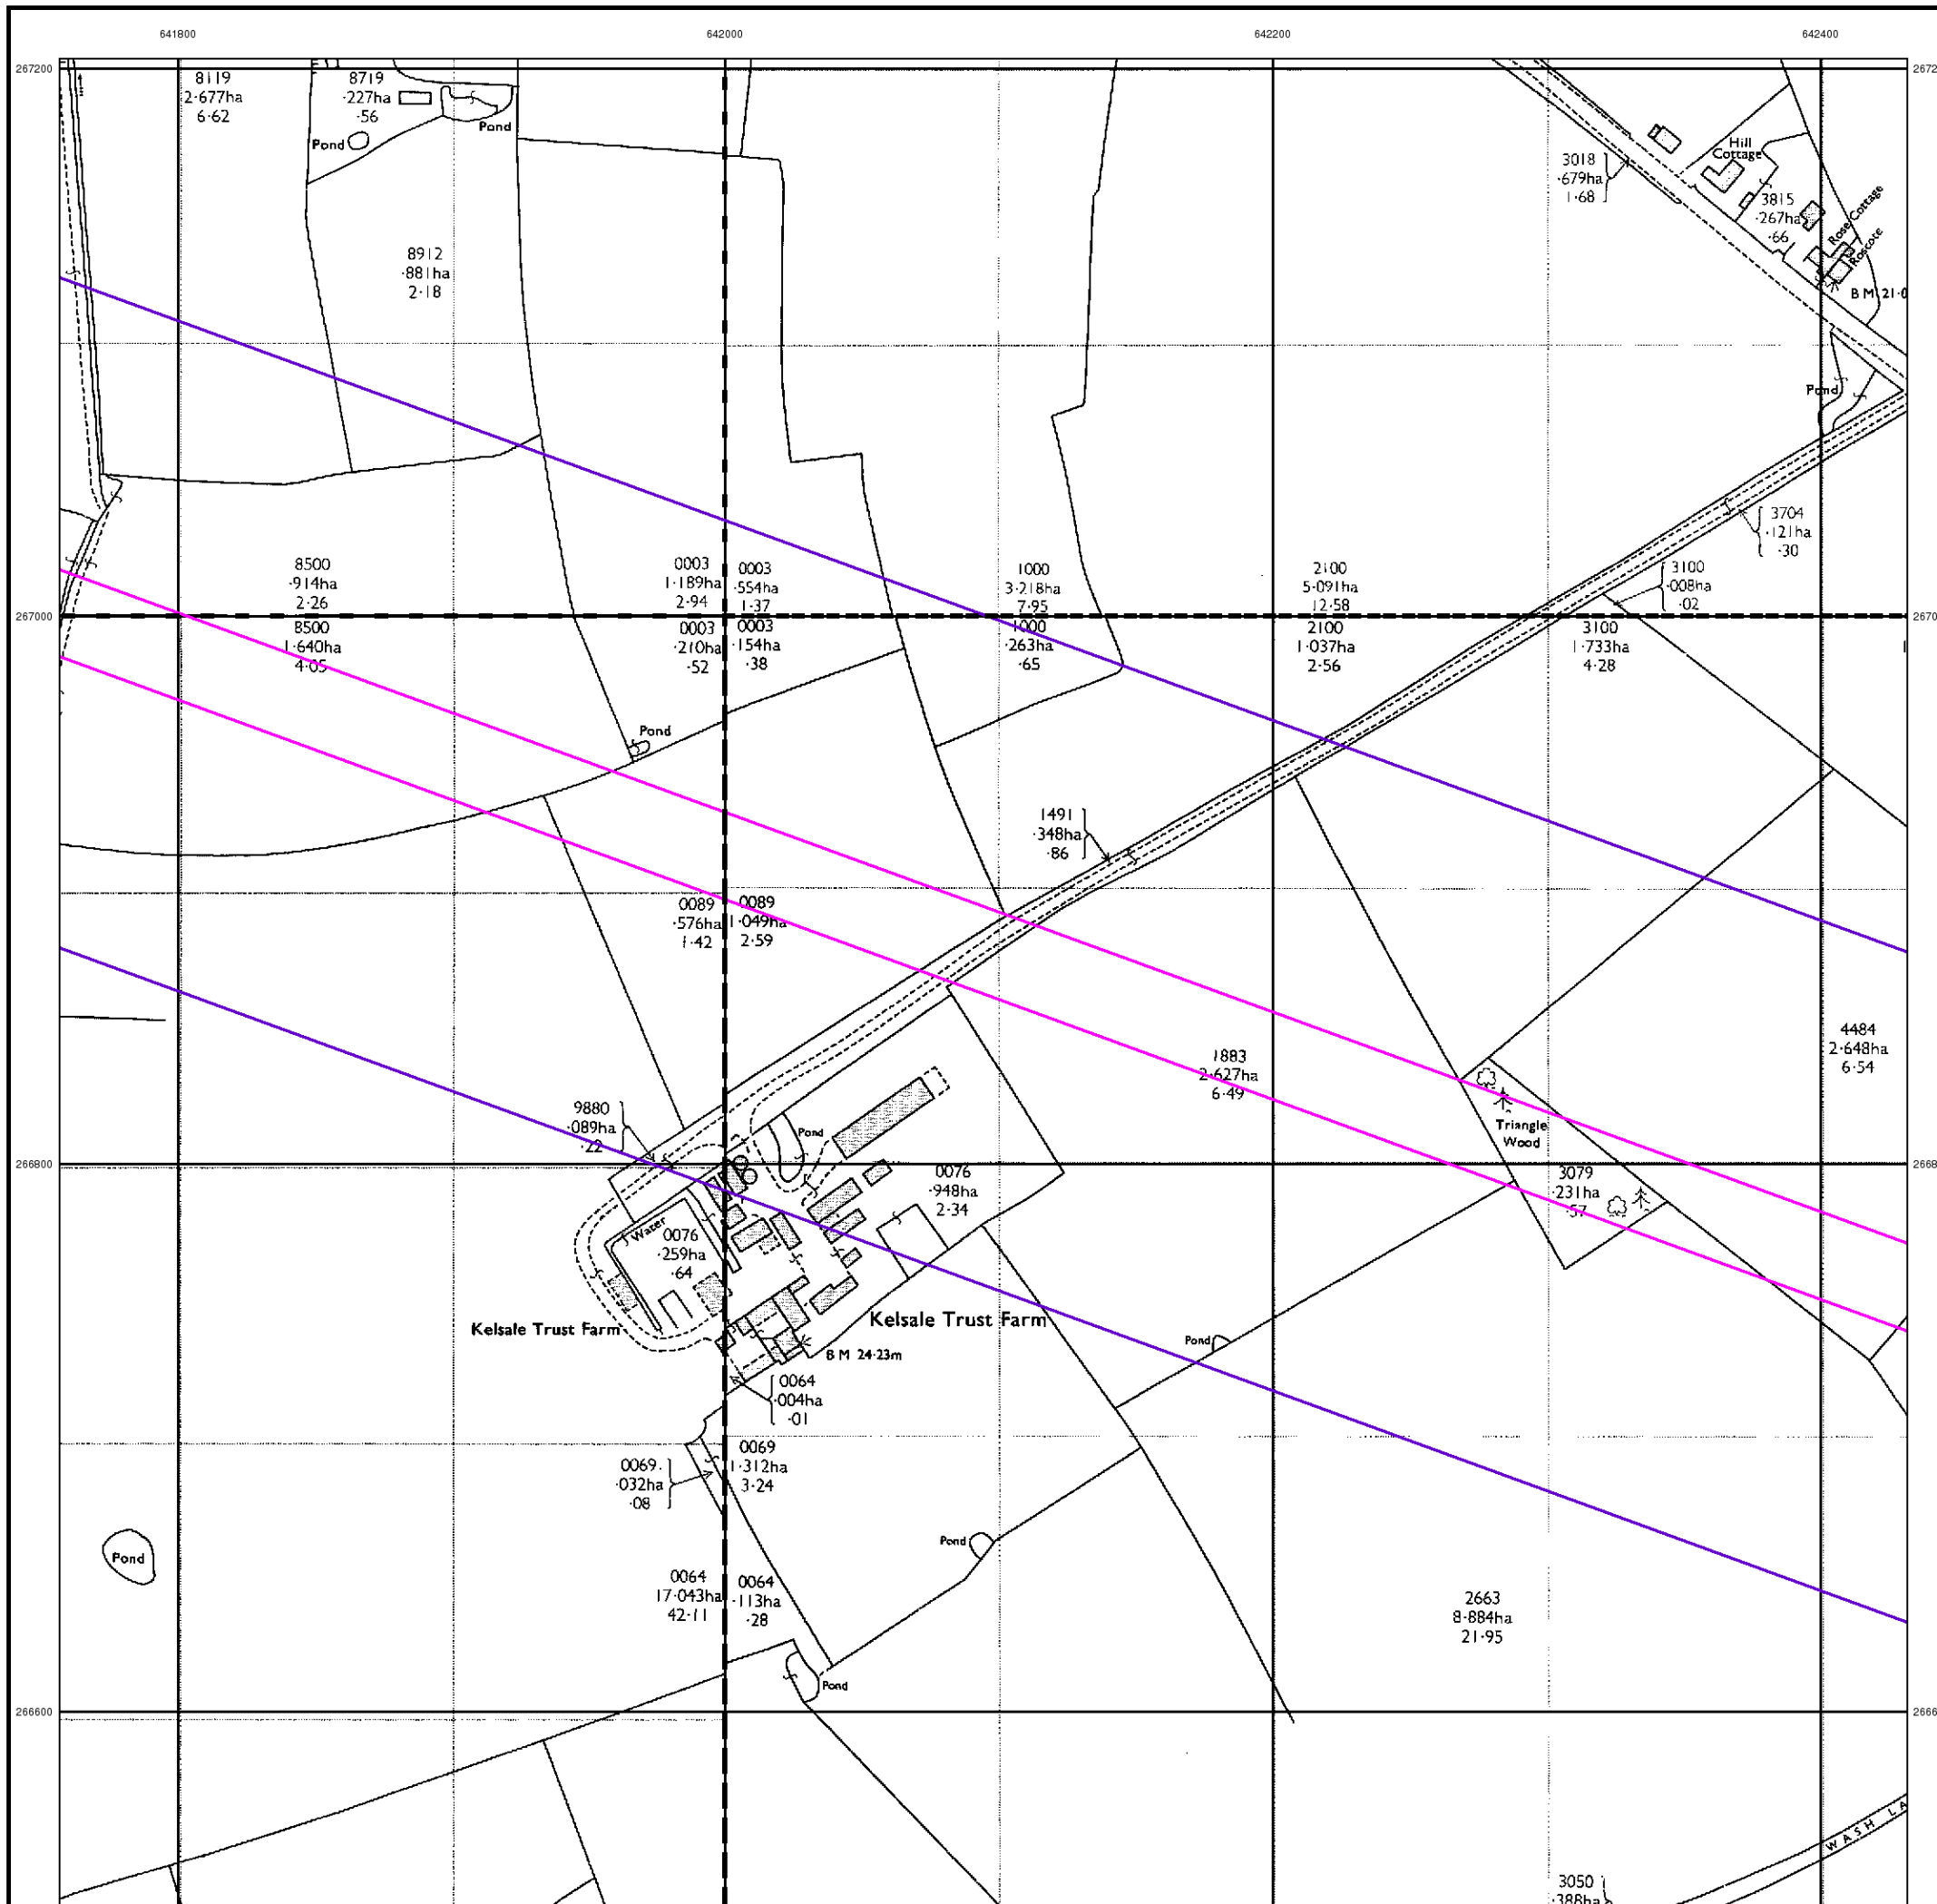 641800
642000
642200
642400
267200
8119
2·677ha
6·62
8719
·227ha
·56
Pond
Pond
Hill
Cottage
3018
·679ha
1·68
3815
·267ha
·66
Rose Cottage
Roscote
8912
·881ha
2·18
Pond
3704
·121ha
·30
8500
·914ha
2·26
0003
1·189ha
2·94
0003
·554ha
1·37
1000
3·218ha
7·95
2100
5·091ha
12·58
3100
·008ha
·02
267000
8500
1·640ha
4·05
0003
·210ha
·52
0003
·154ha
·38
1000
·263ha
·65
2100
1·037ha
2·56
3100
1·733ha
4·28
Pond
1491
·348ha
·86
0089
·576ha
1·42
0089
1·049ha
2·59
1883
2·627ha
6·49
4484
2·648ha
6·54
9880
·089ha
·22
Pond
Triangle
Wood
266800
0076
·948ha
2·34
3079
·231ha
·57
Water
0076
·259ha
·64
Kelsale Trust Farm
Kelsale Trust Farm
Pond
B M 24·23m
0064
·004ha
·01
0069
·032ha
·08
0069
1·312ha
3·24
Pond
Pond
0064
17·043ha
42·11
0064
·113ha
·28
2663
8·884ha
21·95
Pond
266600
WASH
3050
·388ha